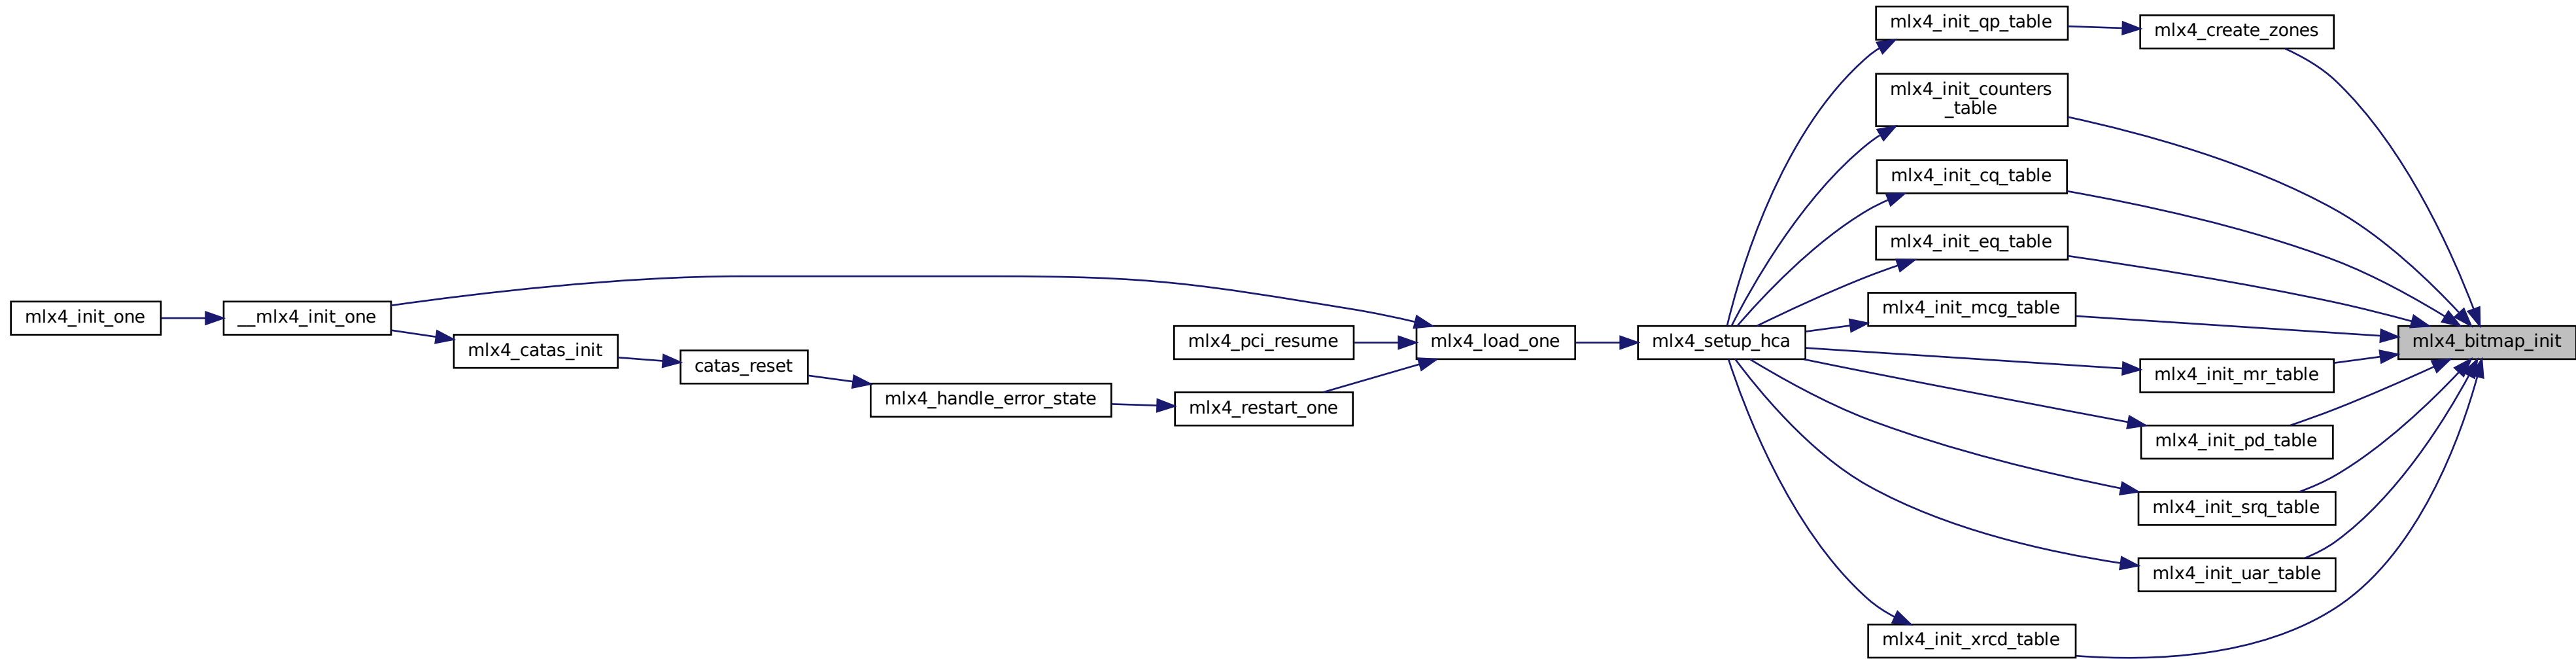 mlx4_init_one
__mlx4_init_one
mlx4_catas_init
catas_reset
mlx4_handle_error_state
mlx4_pci_resume
mlx4_restart_one
mlx4_load_one
mlx4_setup_hca
mlx4_init_qp_table
mlx4_init_counters
_table
mlx4_init_cq_table
mlx4_init_eq_table
mlx4_init_mcg_table
mlx4_init_xrcd_table
mlx4_create_zones
mlx4_init_mr_table
mlx4_init_pd_table
mlx4_init_srq_table
mlx4_init_uar_table
mlx4_bitmap_init